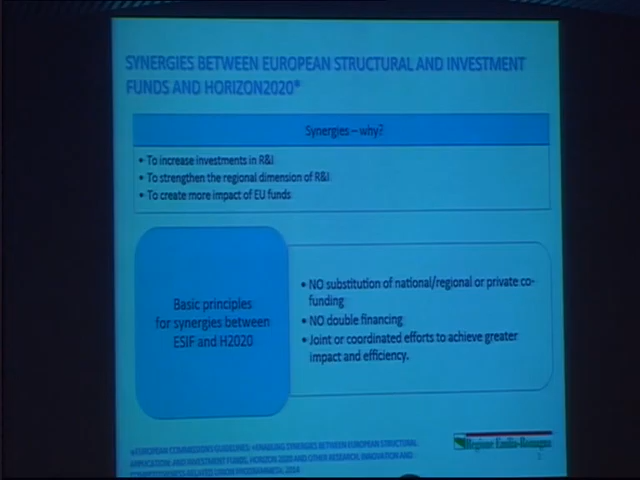 SYNERGIES BETWEEN EUROPEAN STRUCTURAL AND INVESTMENT
FUNDS AND HORIZON2020*
Synergies – why?
• To increase investments in R&I
• To strengthen the regional dimension of R&I
• To create more impact of EU funds
Basic principles
for synergies between
ESIF and H2020
• NO substitution of national/regional or private co-
funding
• NO double financing
• Joint or coordinated efforts to achieve greater
impact and efficiency.
*EUROPEAN COMMISSIONS GUIDELINES: «ENABLING SYNERGIES BETWEEN EUROPEAN STRUCTURAL
APPLICATION AND INVESTMENT FUNDS, HORIZON 2020 AND OTHER RESEARCH, INNOVATION AND
RELATED UNION PROGRAMMES», 2014
Regione Emilia-Romagna